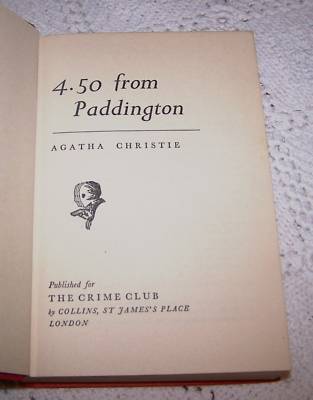 4.50 from
Paddington
AGATHA CHRISTIE
Published for
THE CRIME CLUB
by COLLINS, ST JAMES'S PLACE
LONDON